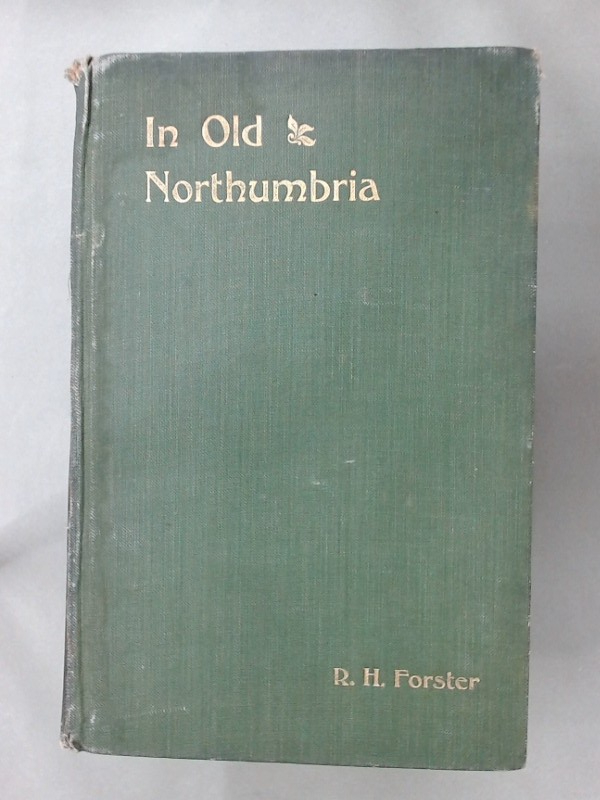 In Old
Northumbria
R. H. Forster